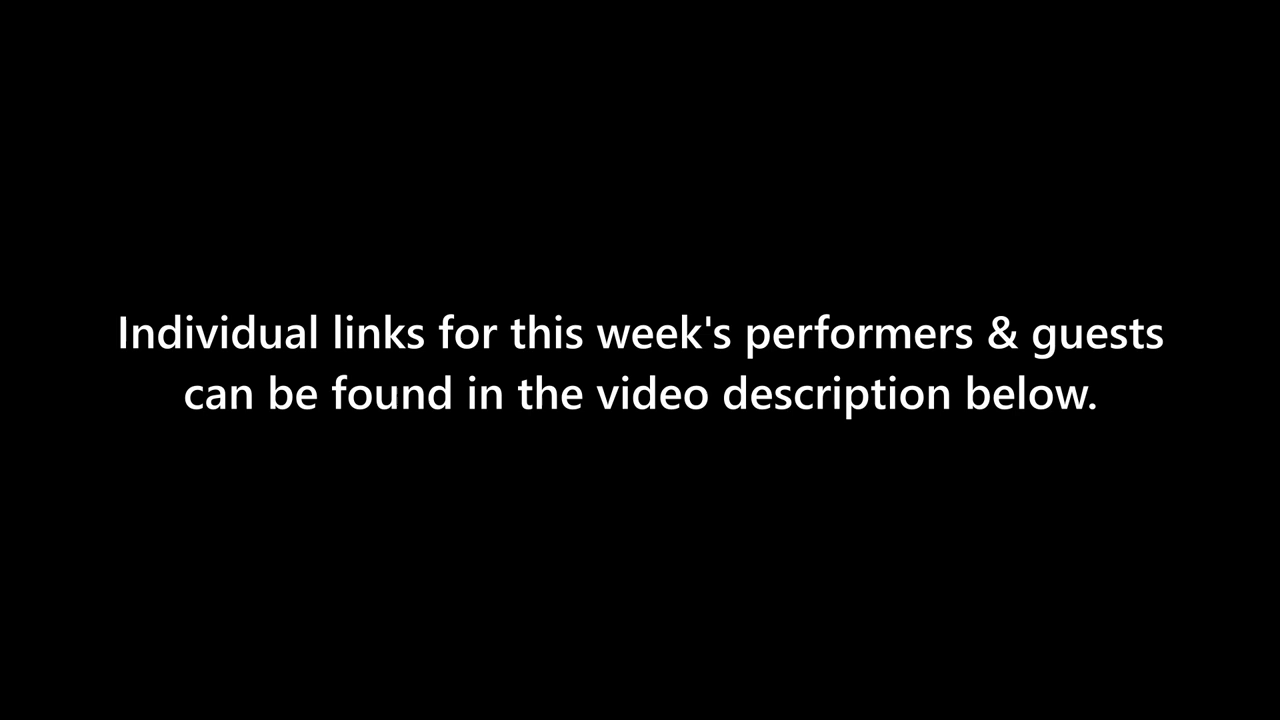 Individual links for this week's performers & guests
can be found in the video description below.